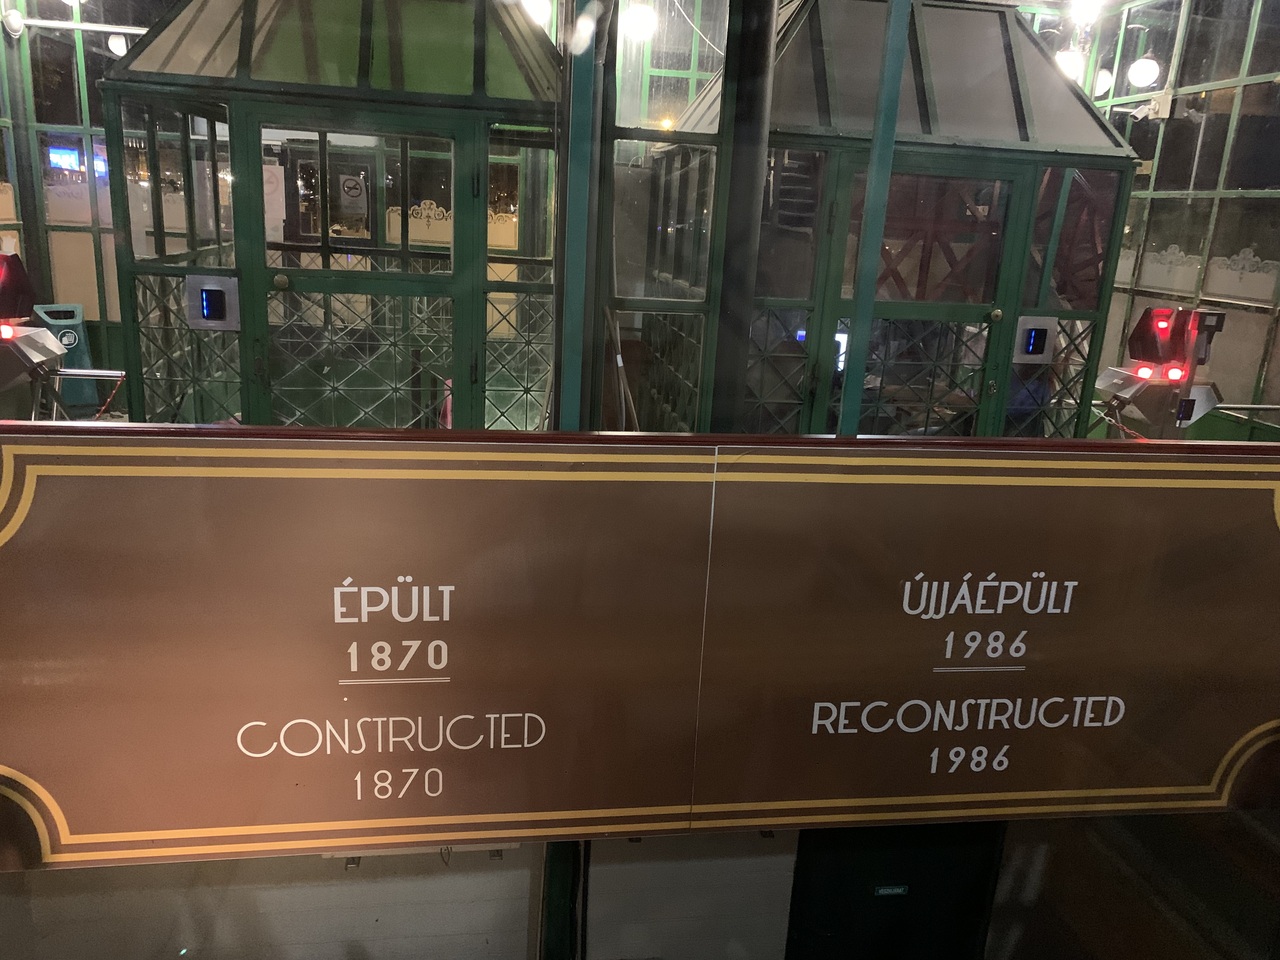 ÉPÜLT
1870
CONSTRUCTED
1870
ÚJJÁÉPÜLT
1986
RECONSTRUCTED
1986